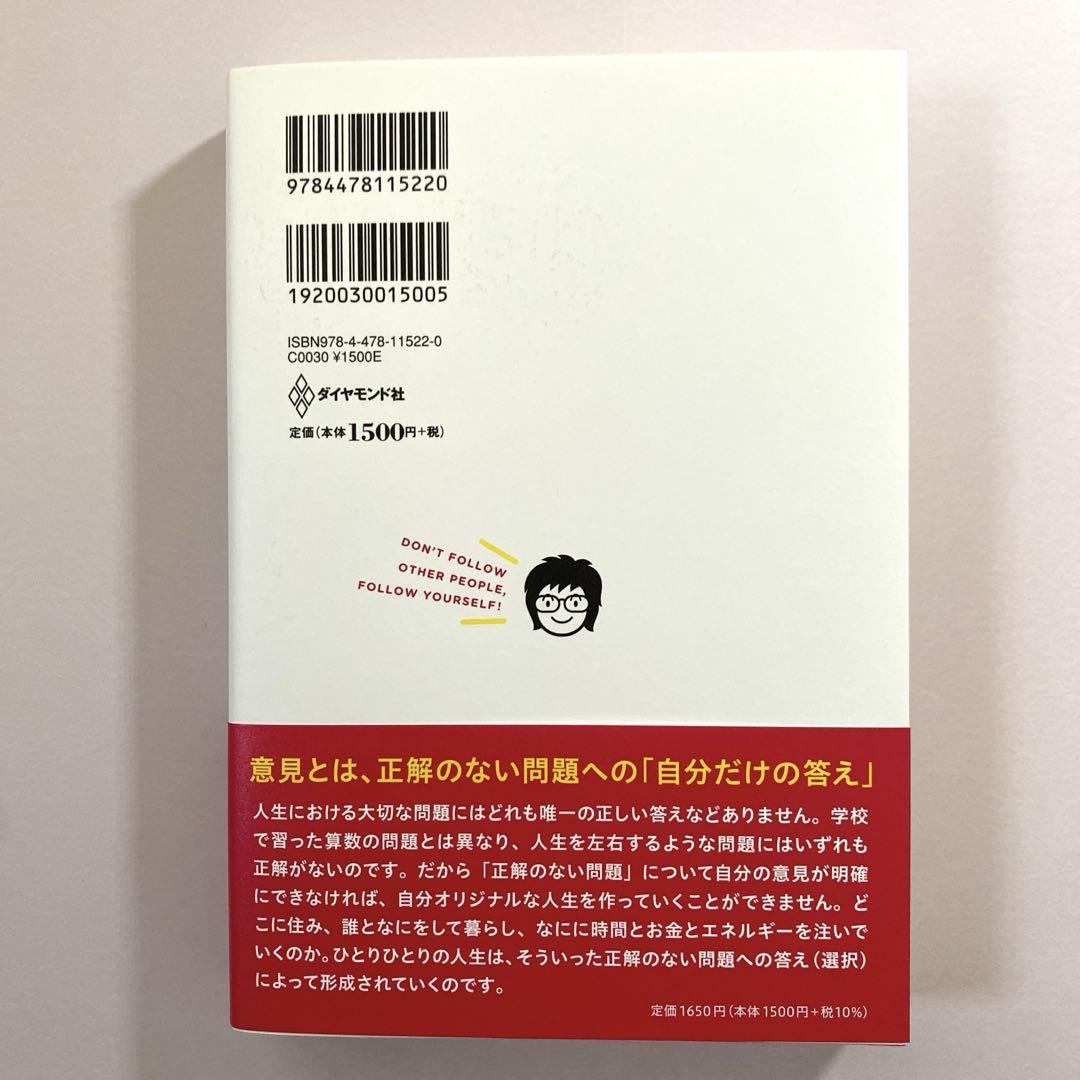 9784478115220
1920030015005
ISBN978-4-478-11522-0
C0030 ¥1500E
ダイヤモンド社
定価(本体1500円+税)
DON'T FOLLOW
OTHER PEOPLE,
FOLLOW YOURSELF!
意見とは、正解のない問題への「自分だけの答え」
人生における大切な問題にはどれも唯一の正しい答えなどありません。学校
で習った算数の問題とは異なり、人生を左右するような問題にはいずれも
正解がないのです。だから「正解のない問題」について自分の意見が明確
にできなければ、自分オリジナルな人生を作っていくことができません。ど
こに住み、誰となにをして暮らし、なにに時間とお金とエネルギーを注いで
いくのか。ひとりひとりの人生は、そういった正解のない問題への答え(選択)
によって形成されていくのです。
定価1650円(本体1500円+税10%)